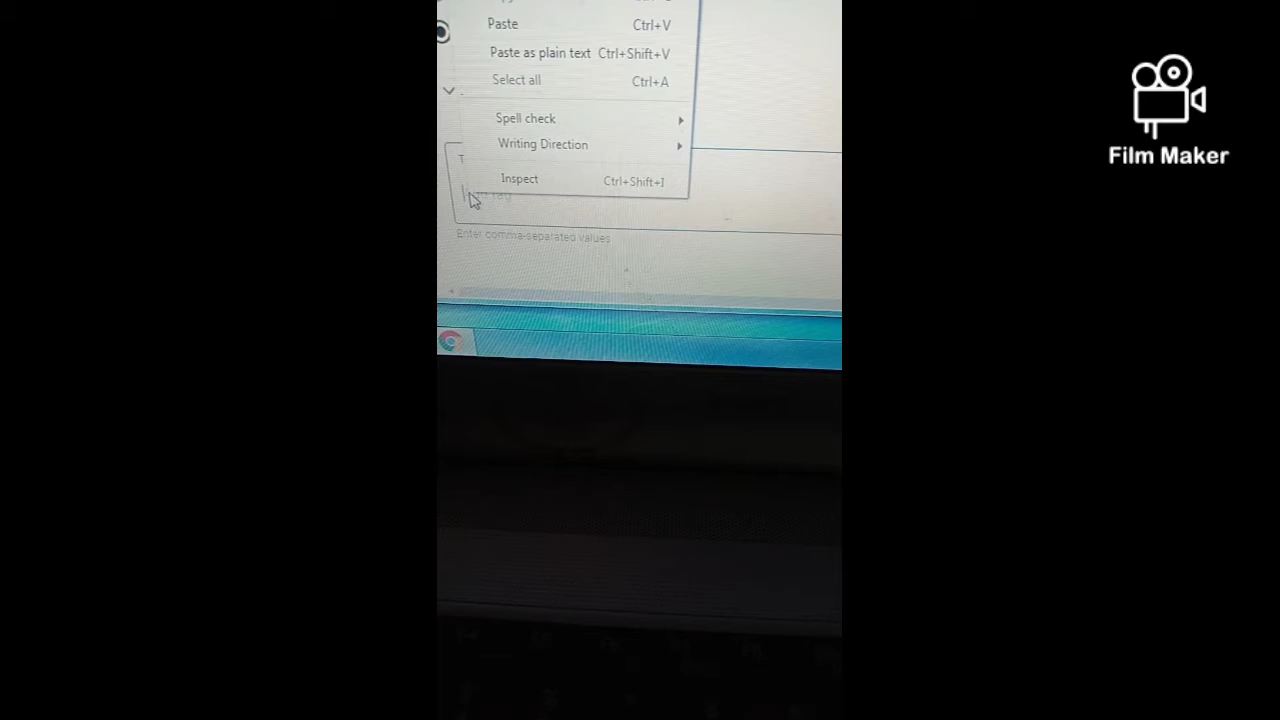 Paste Ctrl+V
Paste as plain text Ctrl+Shift+V
Select all Ctrl+A
Spell check
Writing Direction
Inspect Ctrl+Shift+I
tag
Enter comma-separated values
Film Maker